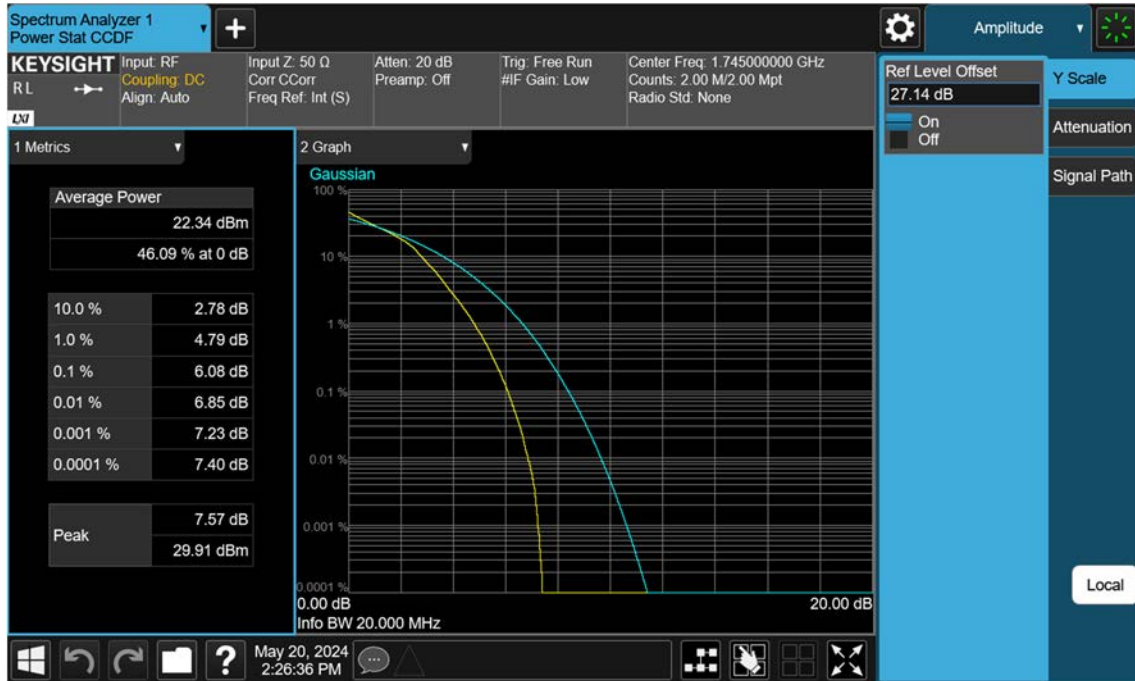 Spectrum Analyzer 1
Power Stat CCDF
Amplitude
KEYSIGHT
R L
LXI
Input: RF
Coupling: DC
Align: Auto
Input Z: 50 Ω
Corr CCorr
Freq Ref: Int (S)
Atten: 20 dB
Preamp: Off
Trig: Free Run
#IF Gain: Low
Center Freq: 1.745000000 GHz
Counts: 2.00 M/2.00 Mpt
Radio Std: None
Ref Level Offset
27.14 dB
On
Off
Y Scale
Attenuation
Signal Path
1 Metrics
Average Power
22.34 dBm
46.09 % at 0 dB
10.0 % 2.78 dB
1.0 % 4.79 dB
0.1 % 6.08 dB
0.01 % 6.85 dB
0.001 % 7.23 dB
0.0001 % 7.40 dB
Peak
7.57 dB
29.91 dBm
2 Graph
Gaussian
100 %
10 %
1 %
0.1 %
0.01 %
0.001 %
0.0001 %
0.00 dB 20.00 dB
Info BW 20.000 MHz
Local
?
May 20, 2024
2:26:36 PM